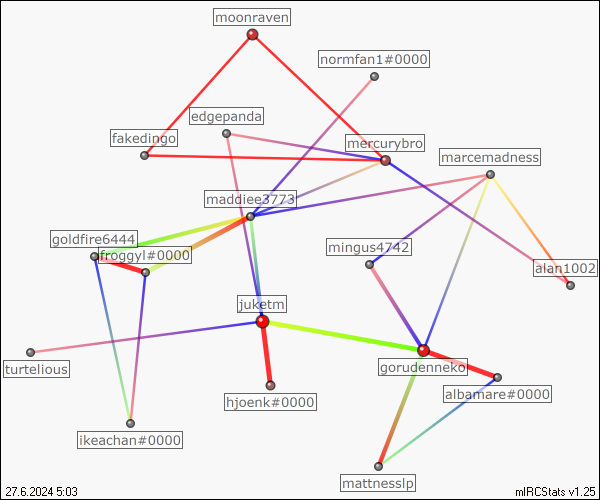 moonraven
normfan1#0000
edgepanda
fakedingo
mercurybro
marcemadness
maddiee3773
goldfire6444
froggyl#0000
mingus4742
alan1002
juketm
turtelious
gorudenneko
albamare#0000
hjoenk#0000
ikeachan#0000
mattnesslp
27.6.2024 5:03
mIRCStats v1.25